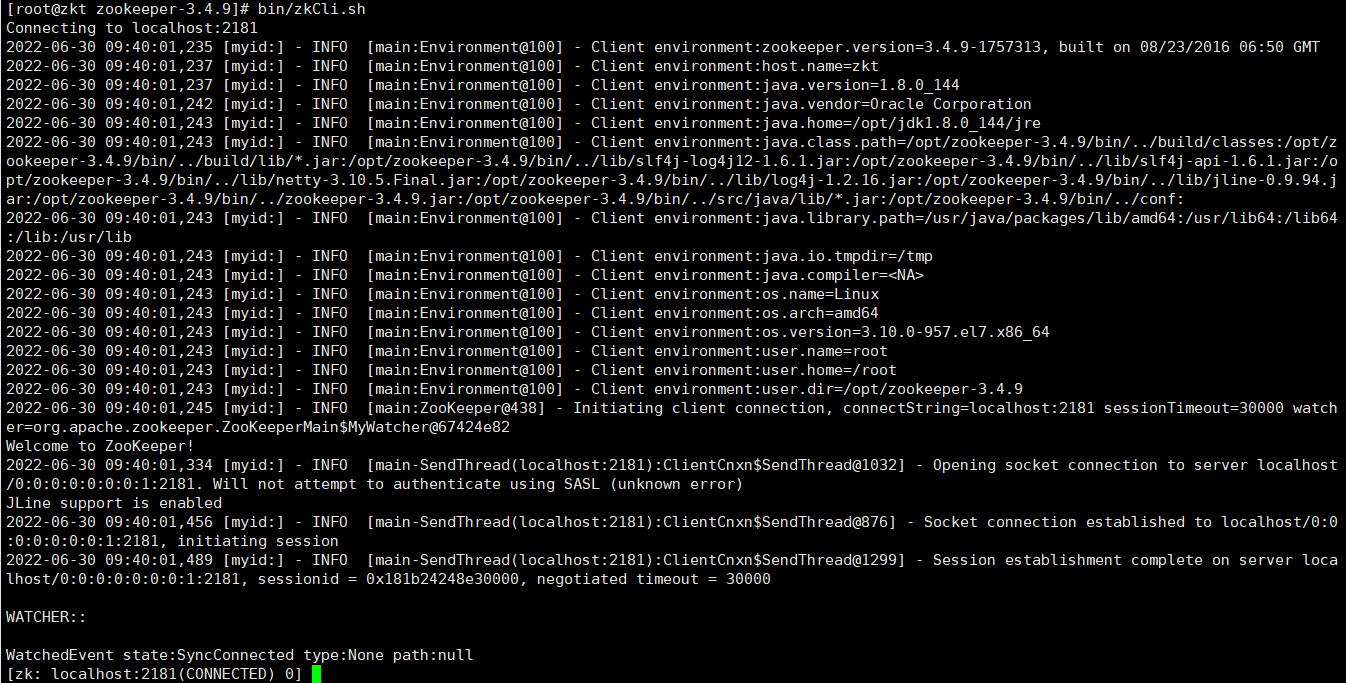 [root@zkt zookeeper-3.4.9]# bin/zkCli.sh
Connecting to localhost:2181
2022-06-30 09:40:01,235 [myid:] - INFO  [main:Environment@100] - Client environment:zookeeper.version=3.4.9-1757313, built on 08/23/2016 06:50 GMT
2022-06-30 09:40:01,237 [myid:] - INFO  [main:Environment@100] - Client environment:host.name=zkt
2022-06-30 09:40:01,237 [myid:] - INFO  [main:Environment@100] - Client environment:java.version=1.8.0_144
2022-06-30 09:40:01,242 [myid:] - INFO  [main:Environment@100] - Client environment:java.vendor=Oracle Corporation
2022-06-30 09:40:01,243 [myid:] - INFO  [main:Environment@100] - Client environment:java.home=/opt/jdk1.8.0_144/jre
2022-06-30 09:40:01,243 [myid:] - INFO  [main:Environment@100] - Client environment:java.class.path=/opt/zookeeper-3.4.9/bin/../build/classes:/opt/z
ookeeper-3.4.9/bin/../build/lib/*.jar:/opt/zookeeper-3.4.9/bin/../lib/slf4j-log4j12-1.6.1.jar:/opt/zookeeper-3.4.9/bin/../lib/slf4j-api-1.6.1.jar:/o
pt/zookeeper-3.4.9/bin/../lib/netty-3.10.5.Final.jar:/opt/zookeeper-3.4.9/bin/../lib/log4j-1.2.16.jar:/opt/zookeeper-3.4.9/bin/../lib/jline-0.9.94.j
ar:/opt/zookeeper-3.4.9/bin/../zookeeper-3.4.9.jar:/opt/zookeeper-3.4.9/bin/../src/java/lib/*.jar:/opt/zookeeper-3.4.9/bin/../conf:
2022-06-30 09:40:01,243 [myid:] - INFO  [main:Environment@100] - Client environment:java.library.path=/usr/java/packages/lib/amd64:/usr/lib64:/lib64
:/lib:/usr/lib
2022-06-30 09:40:01,243 [myid:] - INFO  [main:Environment@100] - Client environment:java.io.tmpdir=/tmp
2022-06-30 09:40:01,243 [myid:] - INFO  [main:Environment@100] - Client environment:java.compiler=<NA>
2022-06-30 09:40:01,243 [myid:] - INFO  [main:Environment@100] - Client environment:os.name=Linux
2022-06-30 09:40:01,243 [myid:] - INFO  [main:Environment@100] - Client environment:os.arch=amd64
2022-06-30 09:40:01,243 [myid:] - INFO  [main:Environment@100] - Client environment:os.version=3.10.0-957.el7.x86_64
2022-06-30 09:40:01,243 [myid:] - INFO  [main:Environment@100] - Client environment:user.name=root
2022-06-30 09:40:01,243 [myid:] - INFO  [main:Environment@100] - Client environment:user.home=/root
2022-06-30 09:40:01,243 [myid:] - INFO  [main:Environment@100] - Client environment:user.dir=/opt/zookeeper-3.4.9
2022-06-30 09:40:01,245 [myid:] - INFO  [main:ZooKeeper@438] - Initiating client connection, connectString=localhost:2181 sessionTimeout=30000 watch
er=org.apache.zookeeper.ZooKeeperMain$MyWatcher@67424e82
Welcome to ZooKeeper!
2022-06-30 09:40:01,334 [myid:] - INFO  [main-SendThread(localhost:2181):ClientCnxn$SendThread@1032] - Opening socket connection to server localhost
/0:0:0:0:0:0:0:1:2181. Will not attempt to authenticate using SASL (unknown error)
JLine support is enabled
2022-06-30 09:40:01,456 [myid:] - INFO  [main-SendThread(localhost:2181):ClientCnxn$SendThread@876] - Socket connection established to localhost/0:0
:0:0:0:0:0:1:2181, initiating session
2022-06-30 09:40:01,489 [myid:] - INFO  [main-SendThread(localhost:2181):ClientCnxn$SendThread@1299] - Session establishment complete on server loca
lhost/0:0:0:0:0:0:0:1:2181, sessionid = 0x181b24248e30000, negotiated timeout = 30000
WATCHER::
WatchedEvent state:SyncConnected type:None path:null
[zk: localhost:2181(CONNECTED) 0]